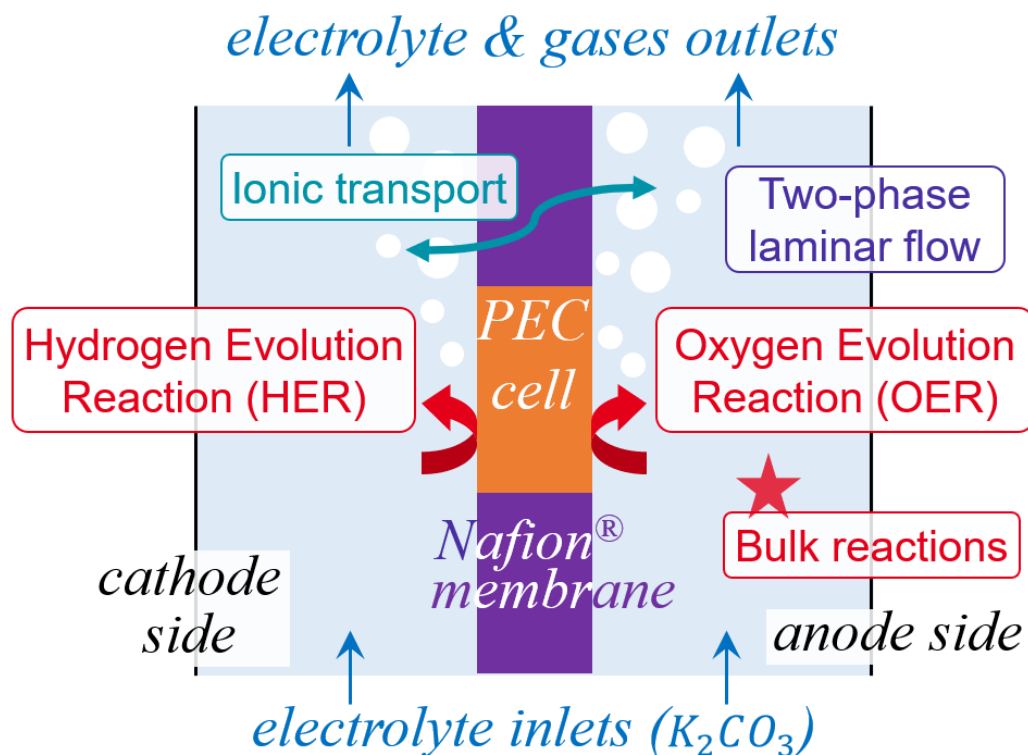 electrolyte & gases outlets
Ionic transport
Two-phase
laminar flow
Hydrogen Evolution
Reaction (HER)
PEC
cell
Oxygen Evolution
Reaction (OER)
Bulk reactions
Nafion®
membrane
cathode
side
anode side
electrolyte inlets (K₂CO₃)